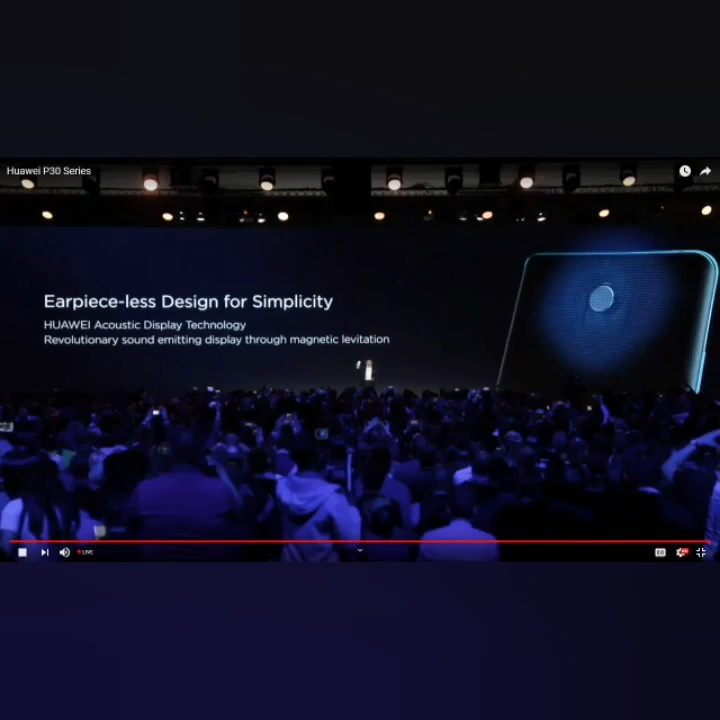 Huawei P30 Series
Earpiece-less Design for Simplicity
HUAWEI Acoustic Display Technology
Revolutionary sound emitting display through magnetic levitation
LIVE